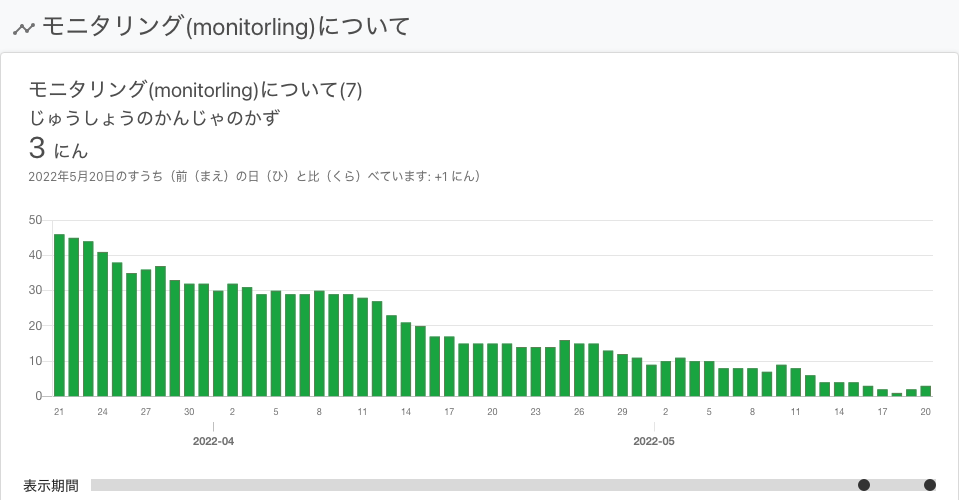 モニタリング(monitorling)について
モニタリング(monitorling)について(7)
じゅうしょうのかんじゃのかず
3 にん
2022年5月20日のすうち（前（まえ）の日（ひ）と比（くら）べています: +1 にん）
50
40
30
20
10
0
21 24 27 30 2 5 8 11 14 17 20 23 26 29 2 5 8 11 14 17 20
2022-04 2022-05
表示期間